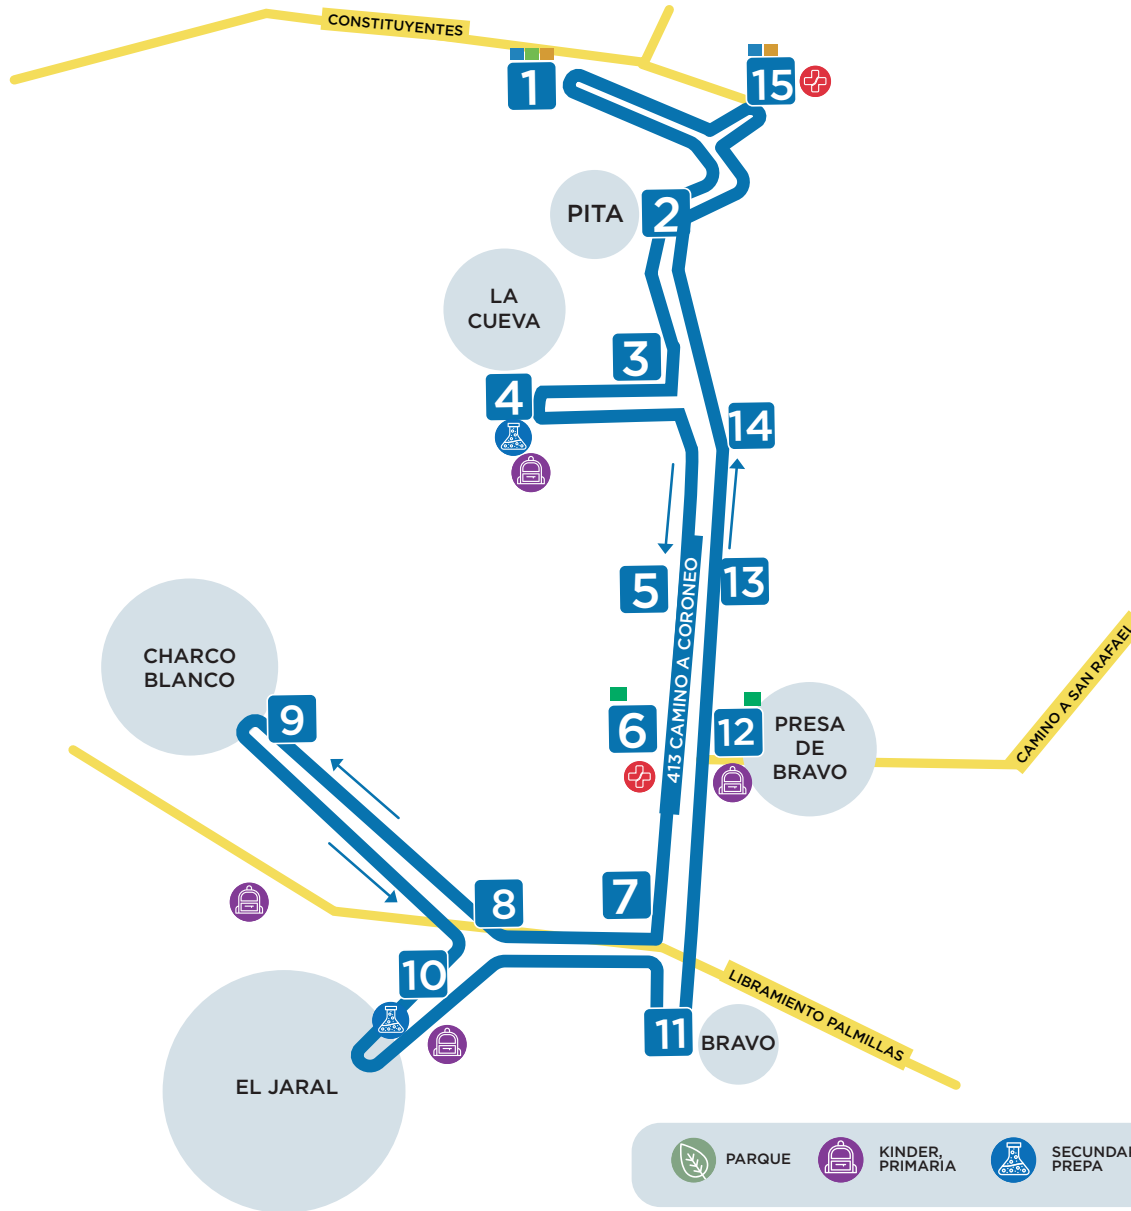 CONSTITUYENTES
1
15
PITA
2
LA
CUEVA
3
4
14
5
13
413 CAMINO A CORONEO
CHARCO
BLANCO
9
6
12
PRESA
DE
BRAVO
CAMINO A SAN RAFAEL
7
8
10
11
BRAVO
LIBRAMIENTO PALMILLAS
EL JARAL
PARQUE
KINDER,
PRIMARIA
SECUNDAR
PREPA